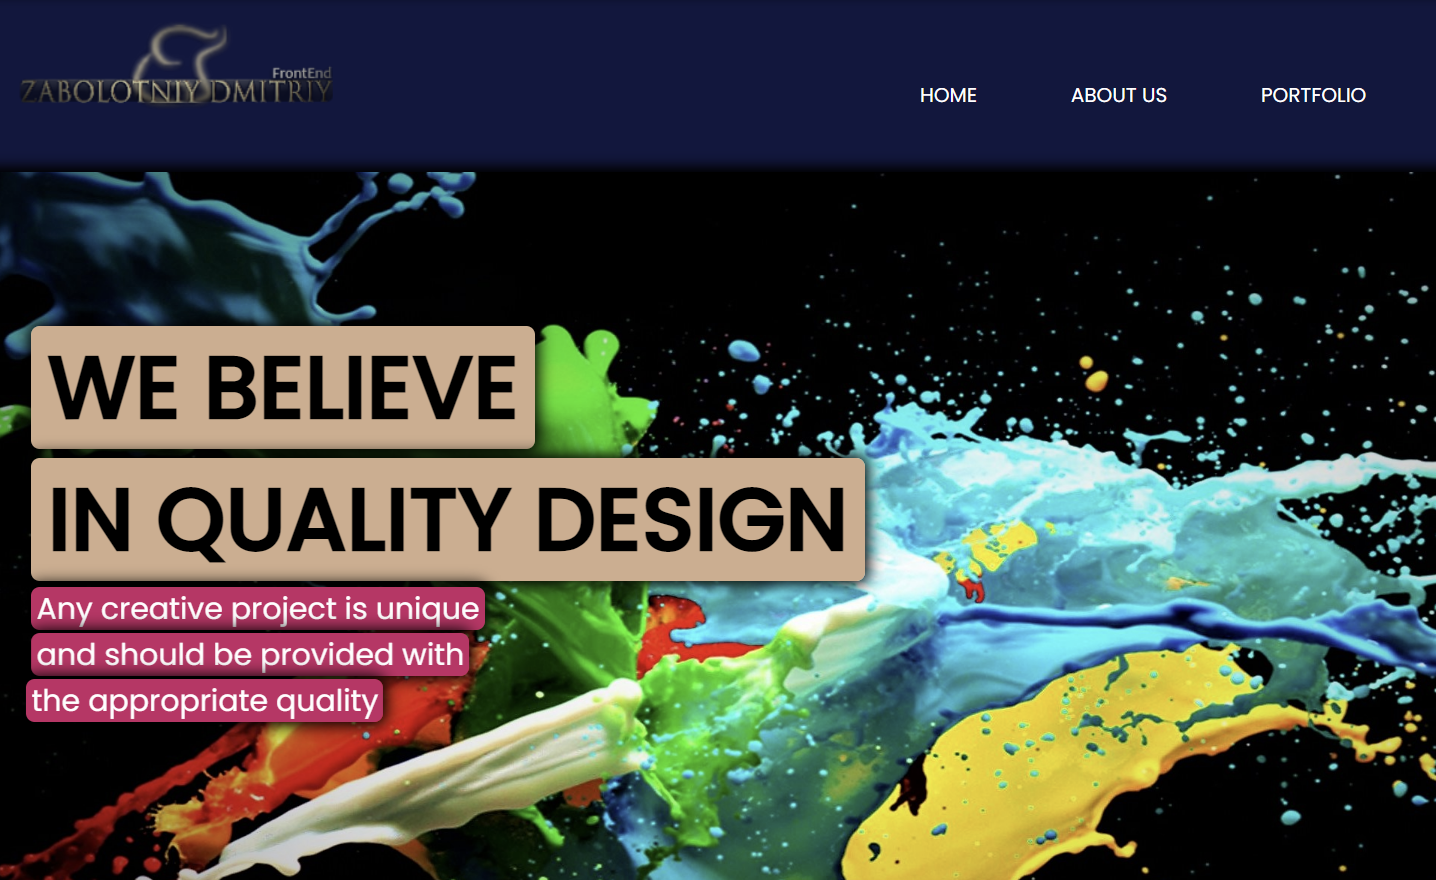 FrontEnd
ZABOLOTNIY DMITRIY
HOME ABOUT US PORTFOLIO
WE BELIEVE
IN QUALITY DESIGN
Any creative project is unique
and should be provided with
the appropriate quality